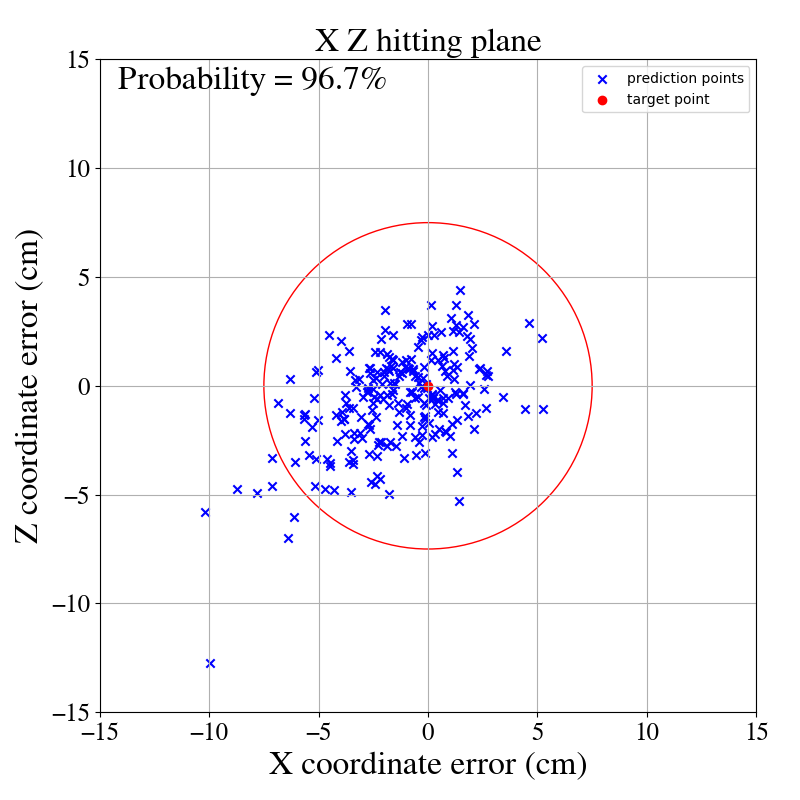 X Z hitting plane
Probability = 96.7%
prediction points
target point
Z coordinate error (cm)
15
10
5
0
−5
−10
−15
−15
−10
−5
0
5
10
15
X coordinate error (cm)